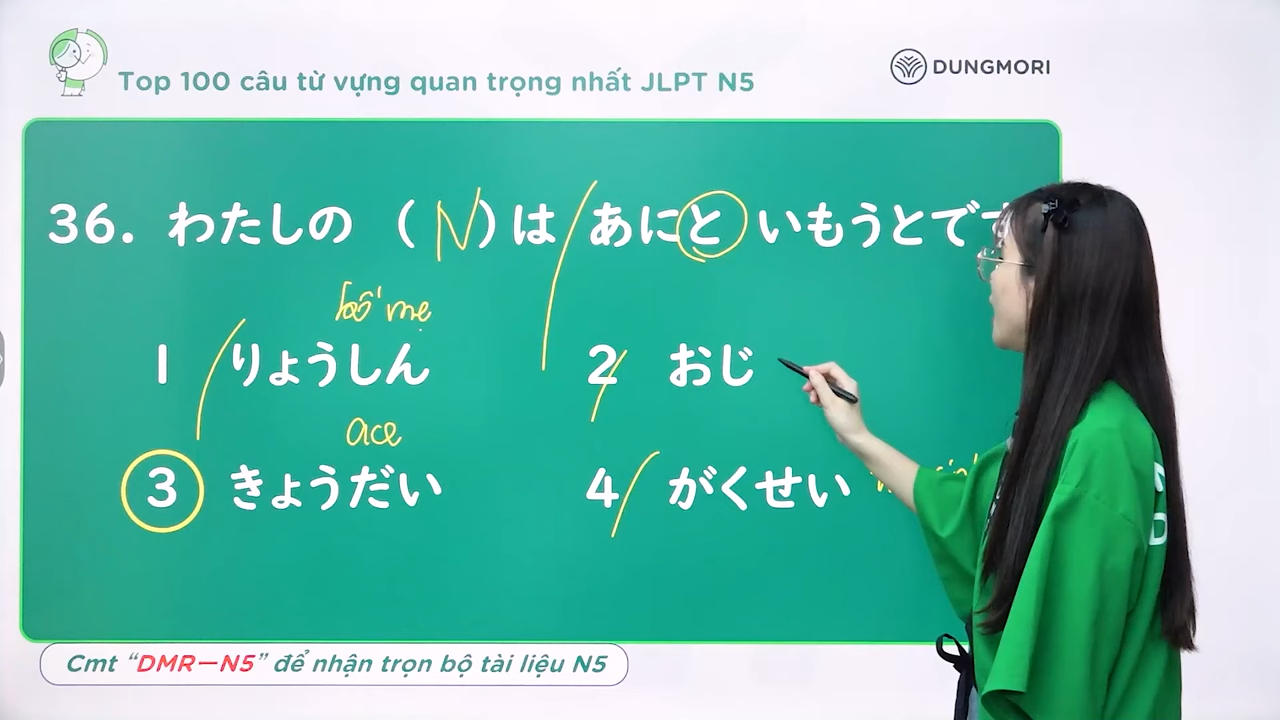 Top 100 câu từ vựng quan trọng nhất JLPT N5
DUNGMORI
36. わたしの ( N ) は あにと いもうとです
bố mẹ
1 りょうしん 2 おじ
ace
3 きょうだい 4 がくせい
Cmt “DMR—N5” để nhận trọn bộ tài liệu N5